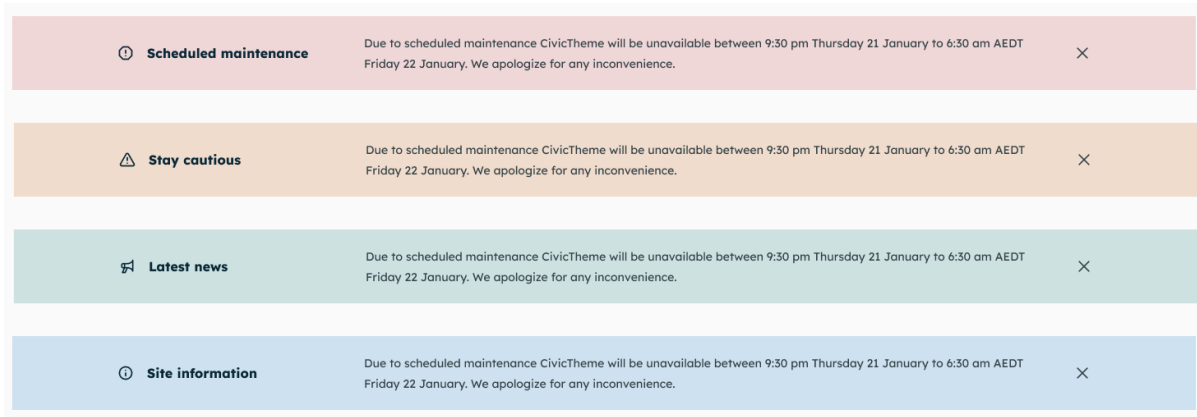 Scheduled maintenance
Due to scheduled maintenance CivicTheme will be unavailable between 9:30 pm Thursday 21 January to 6:30 am AEDT
Friday 22 January. We apologize for any inconvenience.
Stay cautious
Due to scheduled maintenance CivicTheme will be unavailable between 9:30 pm Thursday 21 January to 6:30 am AEDT
Friday 22 January. We apologize for any inconvenience.
Latest news
Due to scheduled maintenance CivicTheme will be unavailable between 9:30 pm Thursday 21 January to 6:30 am AEDT
Friday 22 January. We apologize for any inconvenience.
Site information
Due to scheduled maintenance CivicTheme will be unavailable between 9:30 pm Thursday 21 January to 6:30 am AEDT
Friday 22 January. We apologize for any inconvenience.